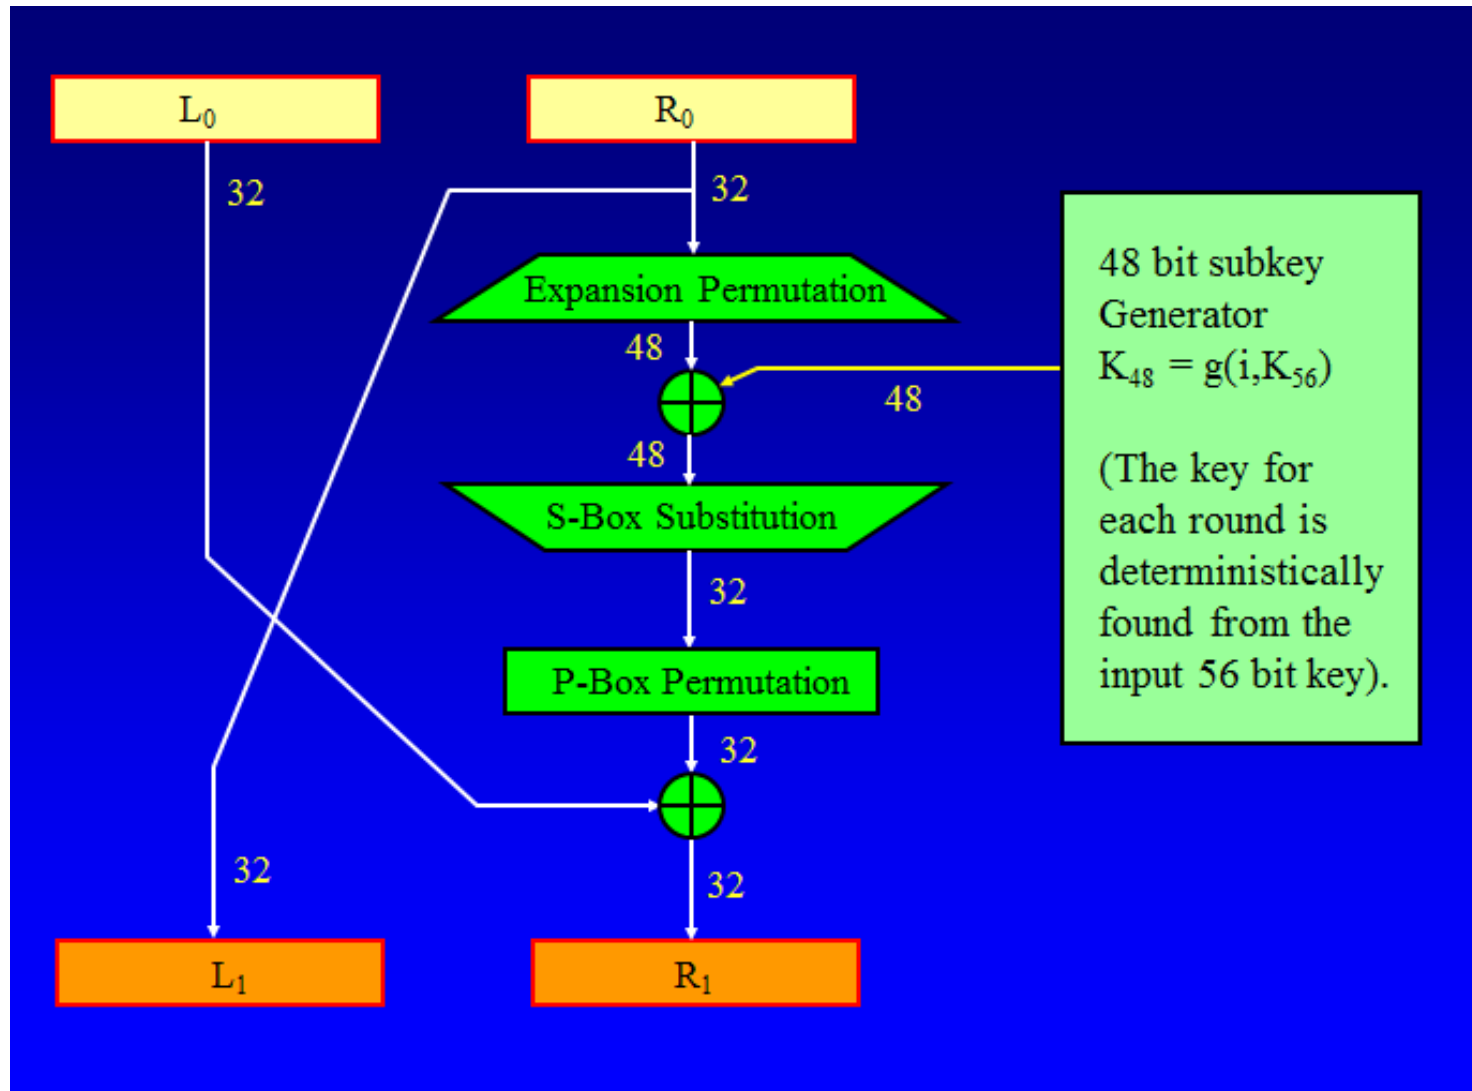 L₀
R₀
32
32
Expansion Permutation
48
48
48
S-Box Substitution
32
P-Box Permutation
32
32
32
L₁
R₁
48 bit subkey
Generator
K₄₈ = g(i,K₅₆)
(The key for
each round is
deterministically
found from the
input 56 bit key).